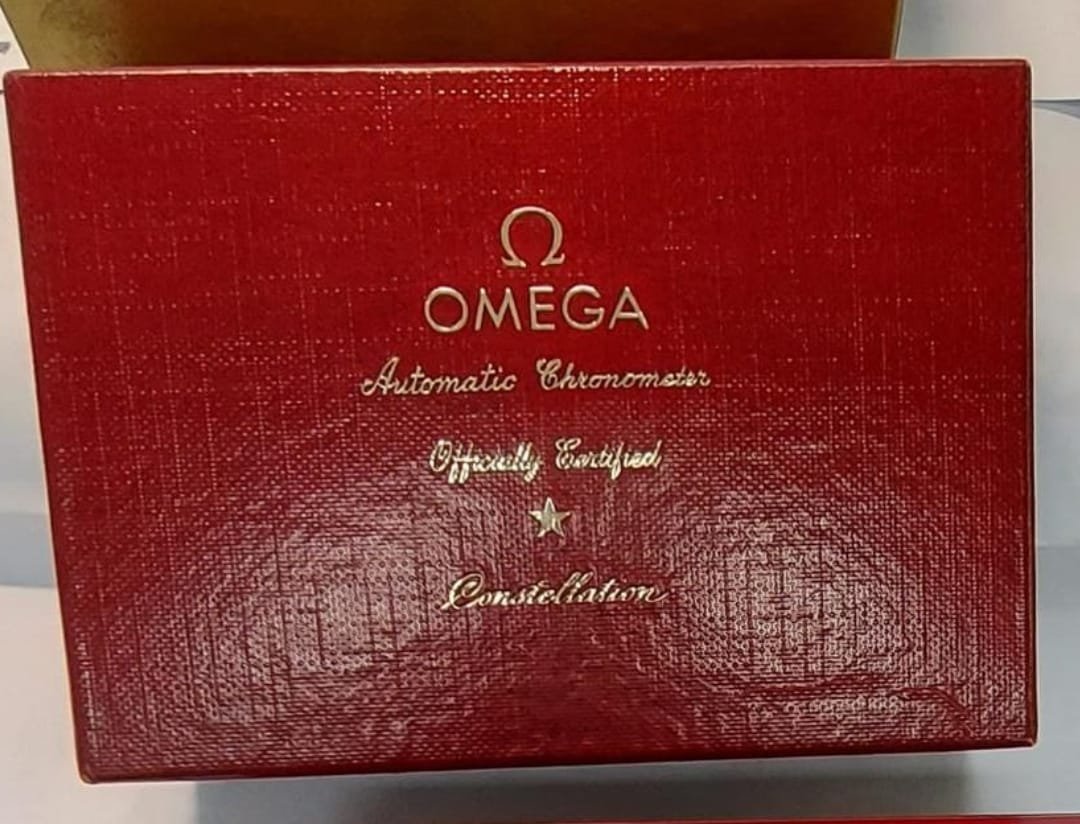 Ω
OMEGA
Automatic Chronometer
Officially Certified
Constellation